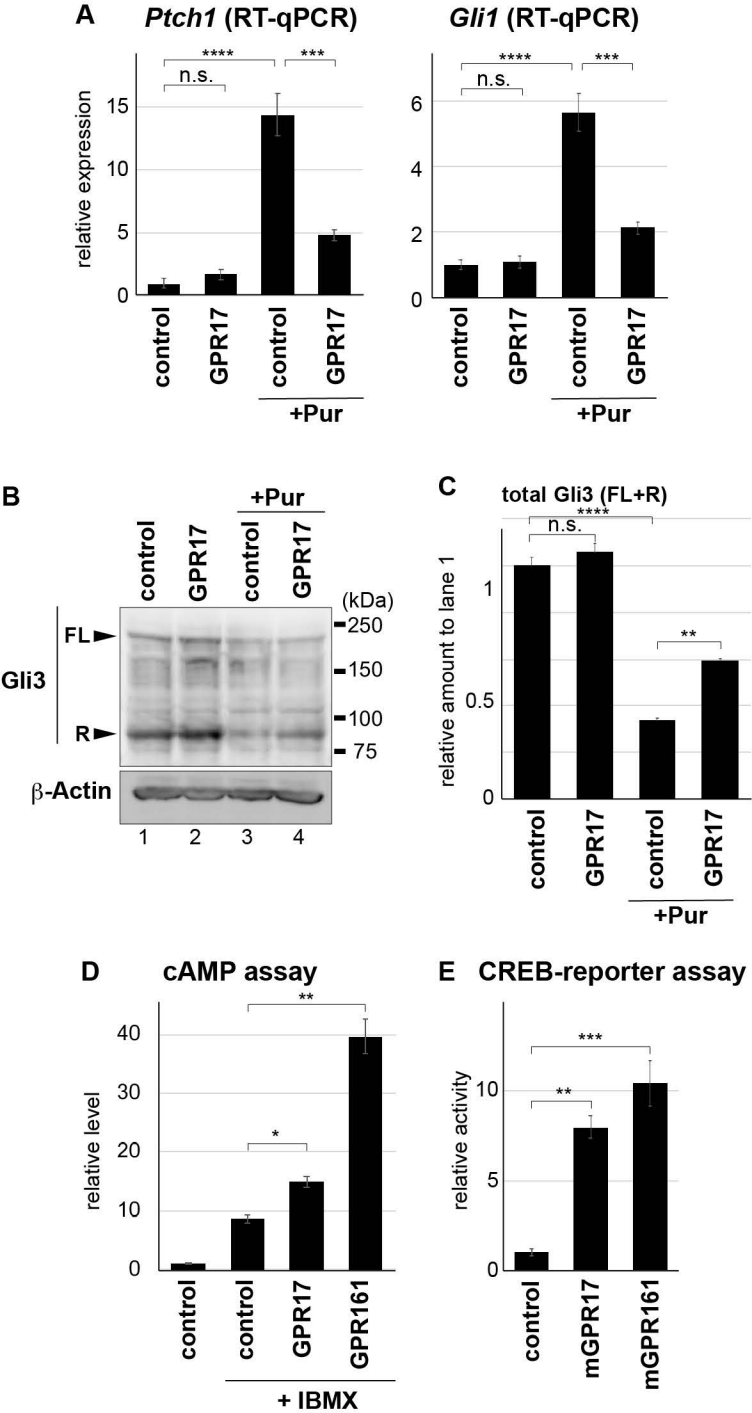 A
Ptch1 (RT-qPCR)
Gli1 (RT-qPCR)
****
***
n.s.
15
10
5
0
relative expression
control
GPR17
control
GPR17
+Pur
****
***
n.s.
6
4
2
0
control
GPR17
control
GPR17
+Pur
B
+Pur
control
GPR17
control
GPR17
(kDa)
250
150
100
75
FL
Gli3
R
β-Actin
1 2 3 4
C
total Gli3 (FL+R)
****
n.s.
**
1
0.5
0
relative amount to lane 1
control
GPR17
control
GPR17
+Pur
D
cAMP assay
**
*
40
30
20
10
0
relative level
control
control
GPR17
GPR161
+ IBMX
E
CREB-reporter assay
***
**
10
5
0
relative activity
control
mGPR17
mGPR161